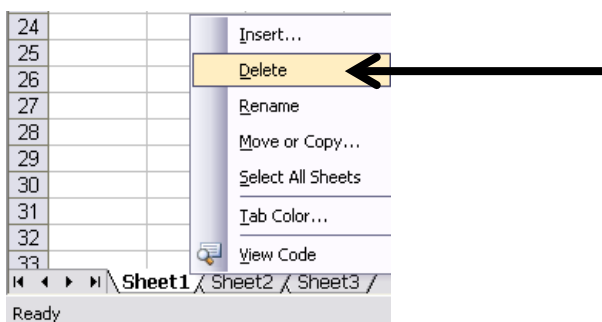 24
Insert...
25
Delete
26
27
Rename
28
Move or Copy...
29
Select All Sheets
30
31
Tab Color...
32
View Code
33
Sheet1 / Sheet2 / Sheet3 /
Ready